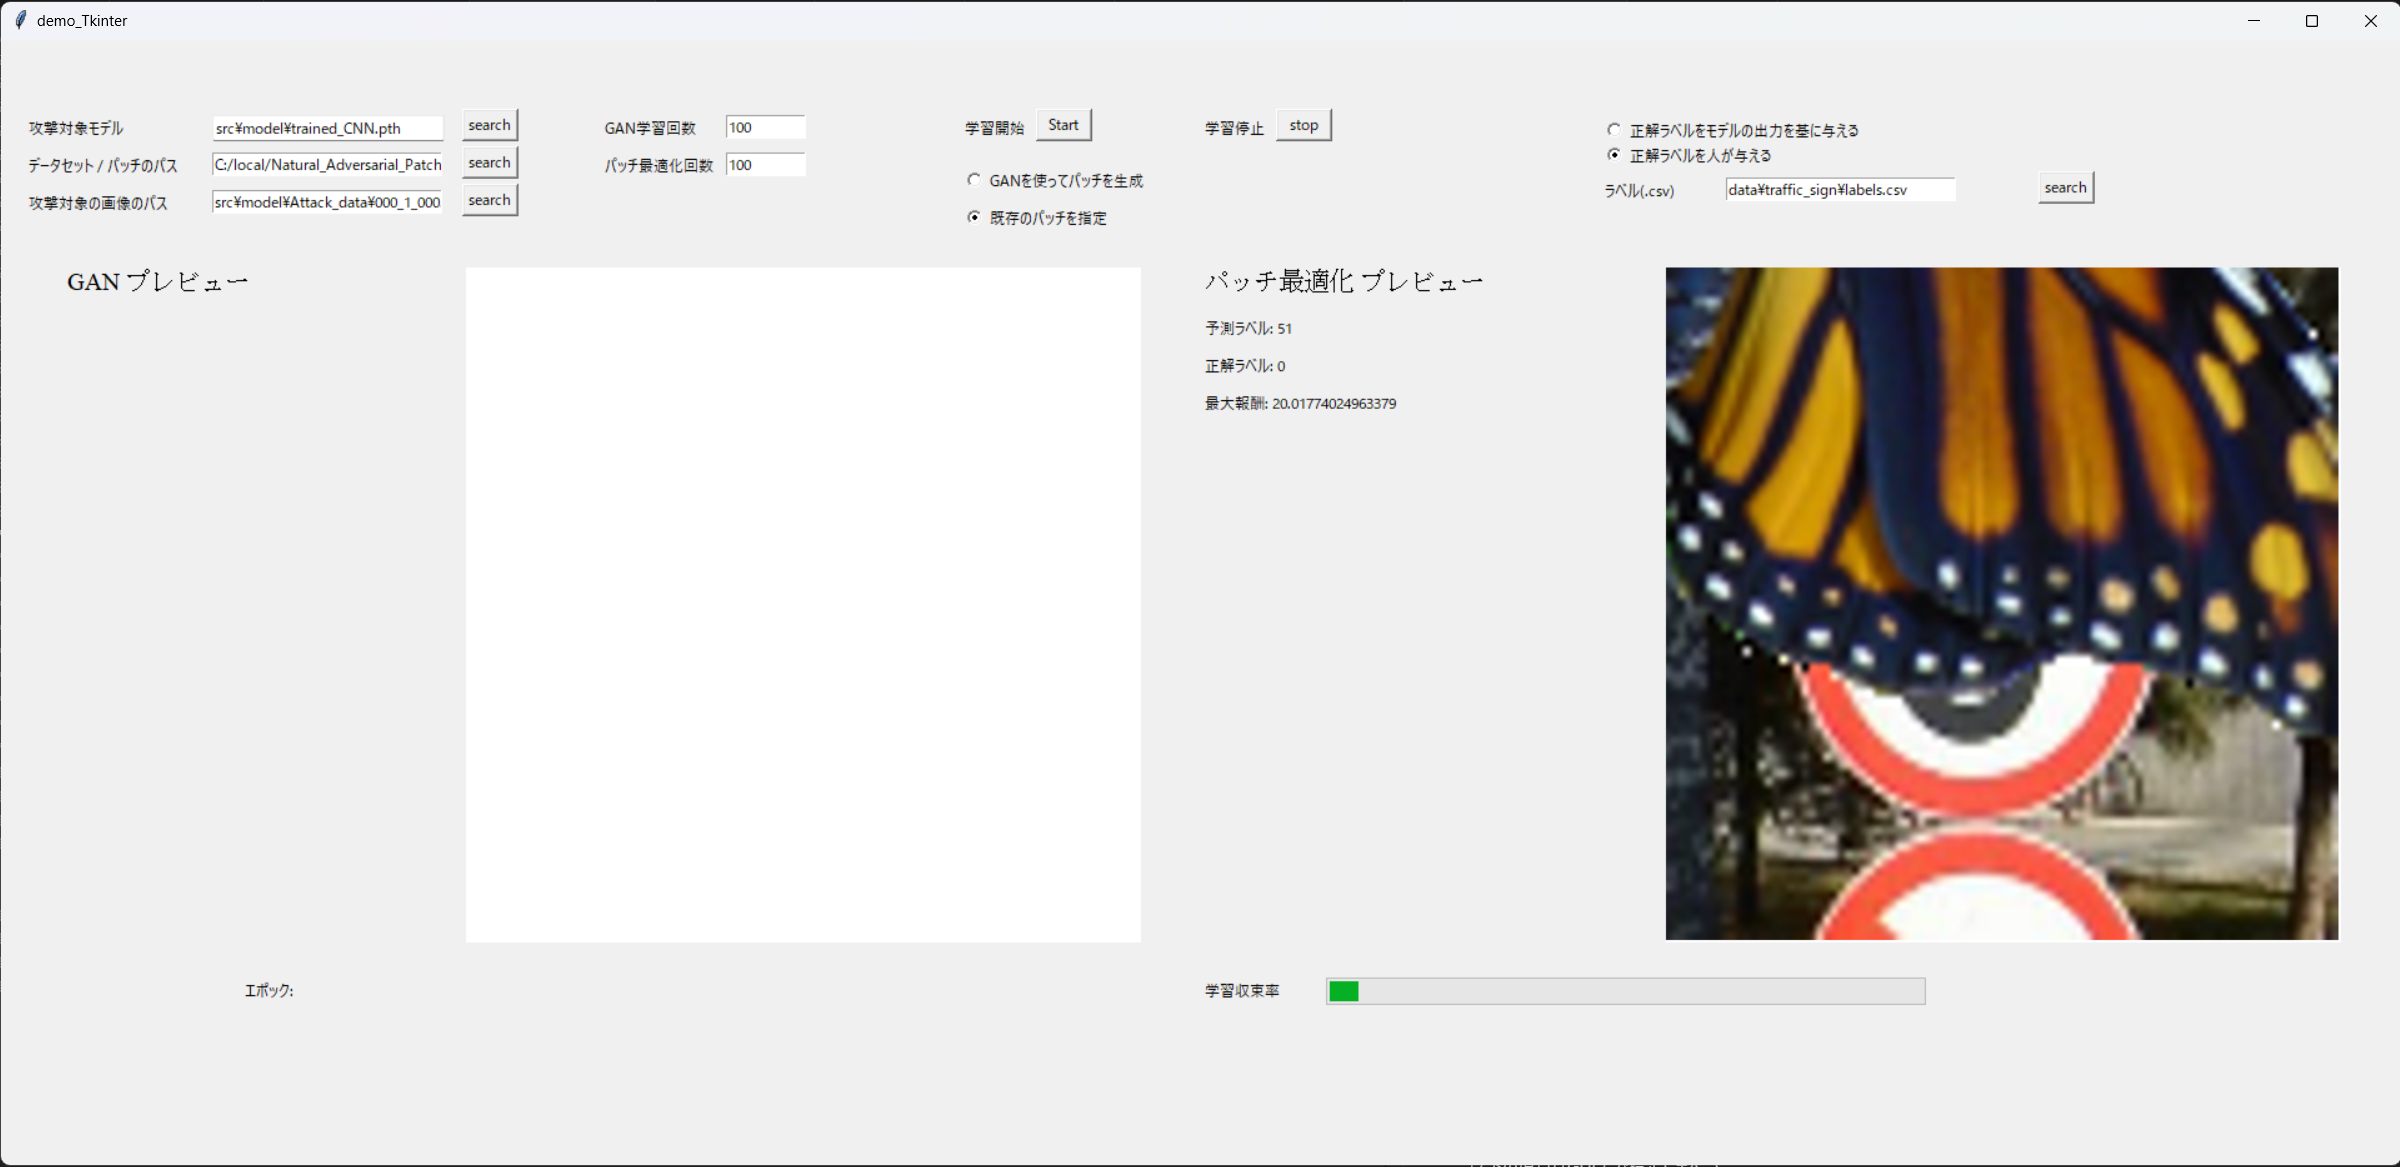 demo_Tkinter
攻撃対象モデル src¥model¥trained_CNN.pth search
データセット / パッチのパス C:/local/Natural_Adversarial_Patch search
攻撃対象の画像のパス src¥model¥Attack_data¥000_1_000 search
GAN学習回数 100
パッチ最適化回数 100
学習開始 Start
GANを使ってパッチを生成
既存のパッチを指定
学習停止 stop
正解ラベルをモデルの出力を基に与える
正解ラベルを人が与える
ラベル(.csv) data¥traffic_sign¥labels.csv search
GAN プレビュー
パッチ最適化 プレビュー
予測ラベル: 51
正解ラベル: 0
最大報酬: 20.01774024963379
エポック:
学習収束率